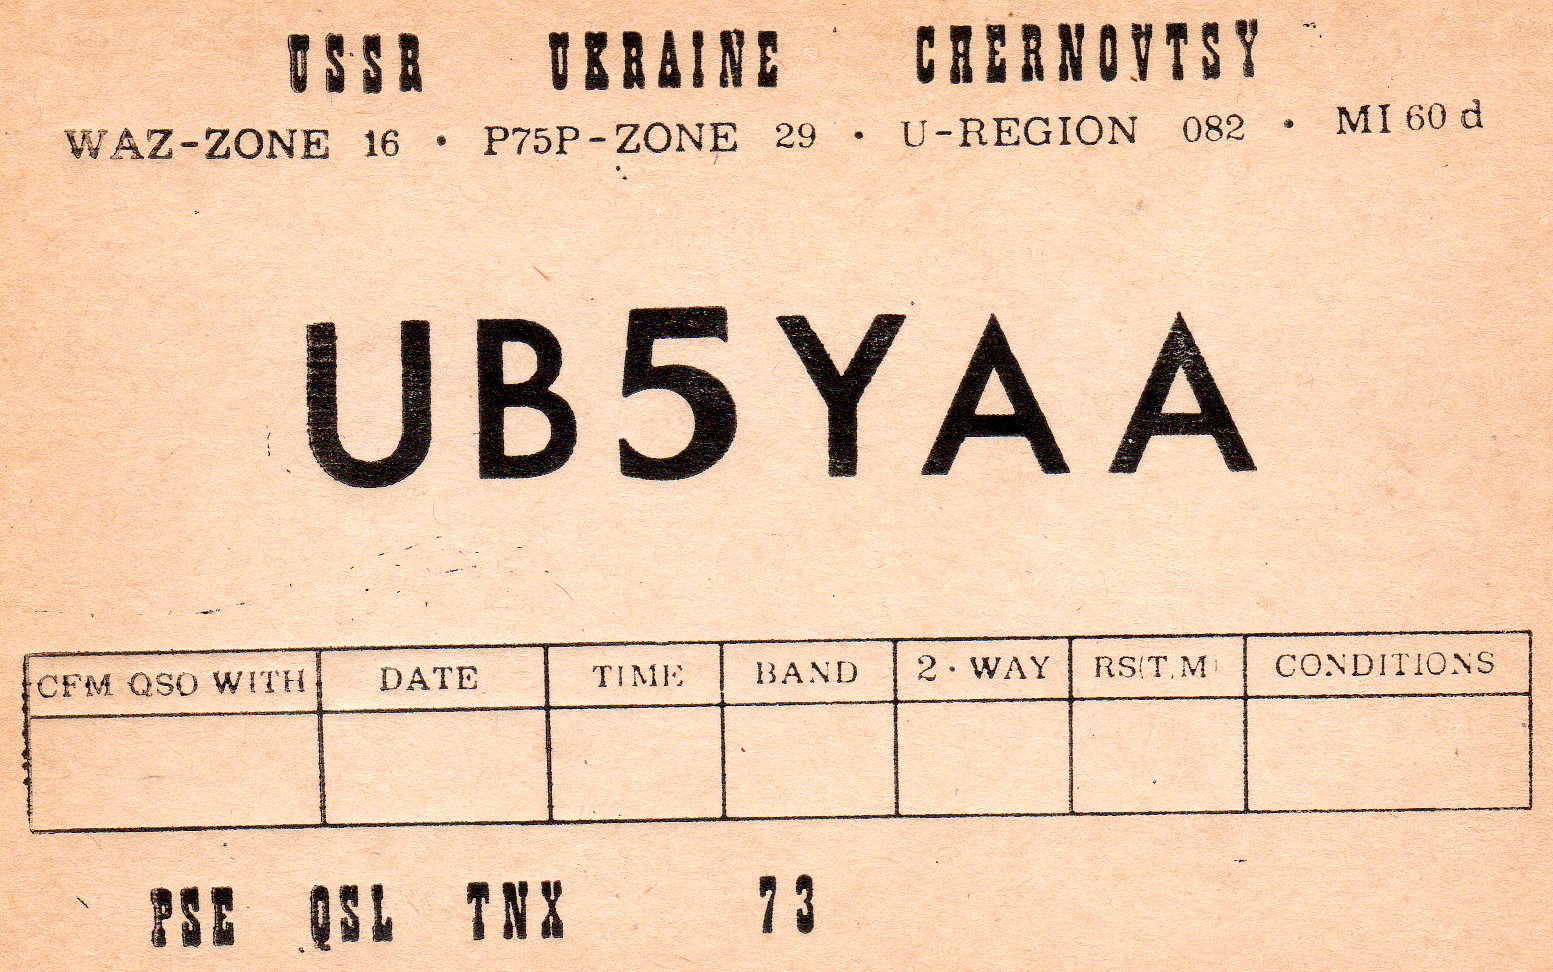 USSR UKRAINE CHERNOVTSY
WAZ-ZONE 16 · P75P-ZONE 29 · U-REGION 082 · MI 60 d
UB5YAA
CFM QSO WITH DATE TIME BAND 2·WAY RS(T,M) CONDITIONS
PSE QSL TNX 73